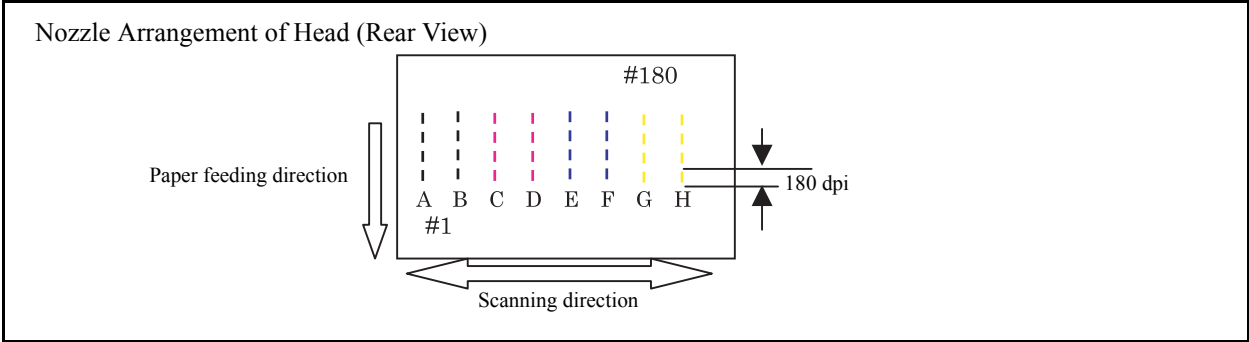 Nozzle Arrangement of Head (Rear View)
#180
Paper feeding direction
180 dpi
A B C D E F G H
#1
Scanning direction